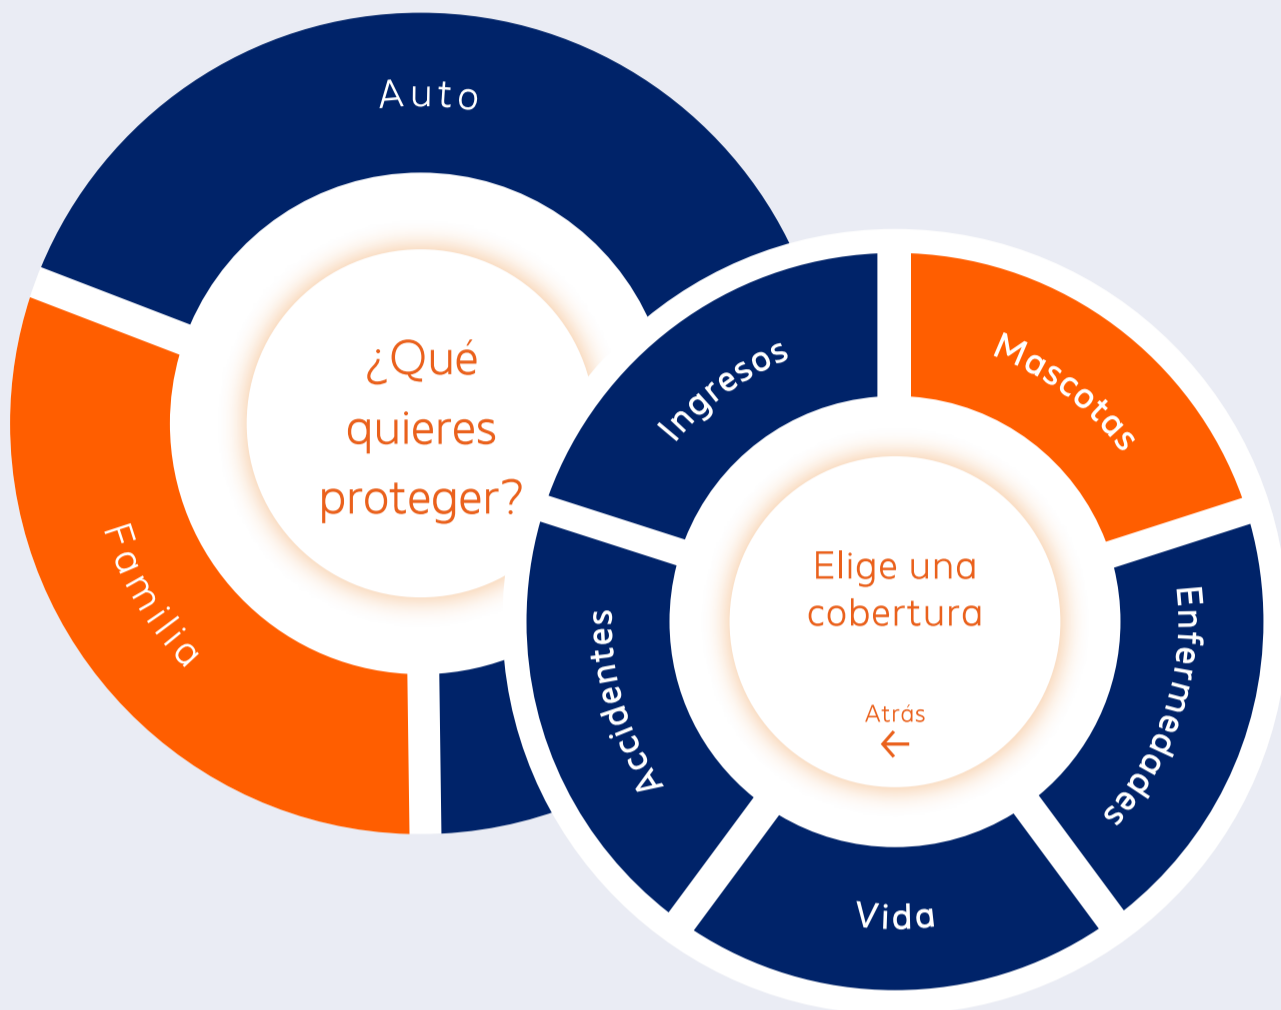 Auto
¿Qué
quieres
proteger?
Familia
Ingresos
Mascotas
Elige una
cobertura
Atrás
Accidentes
Enfermedades
Vida